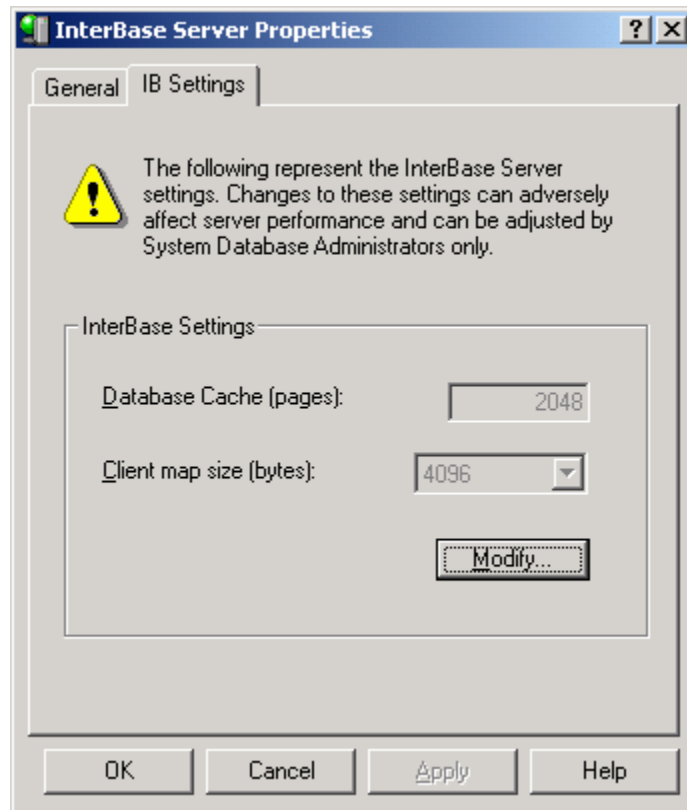 InterBase Server Properties
General
IB Settings
The following represent the InterBase Server
settings. Changes to these settings can adversely
affect server performance and can be adjusted by
System Database Administrators only.
InterBase Settings
Database Cache (pages):
2048
Client map size (bytes):
4096
Modify...
OK
Cancel
Apply
Help